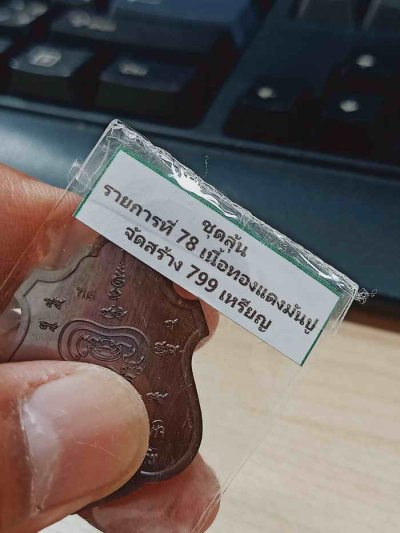 ชุดลุ้น
รายการที่ 78 เนื้อทองแดงมันปู
จัดสร้าง 799 เหรียญ